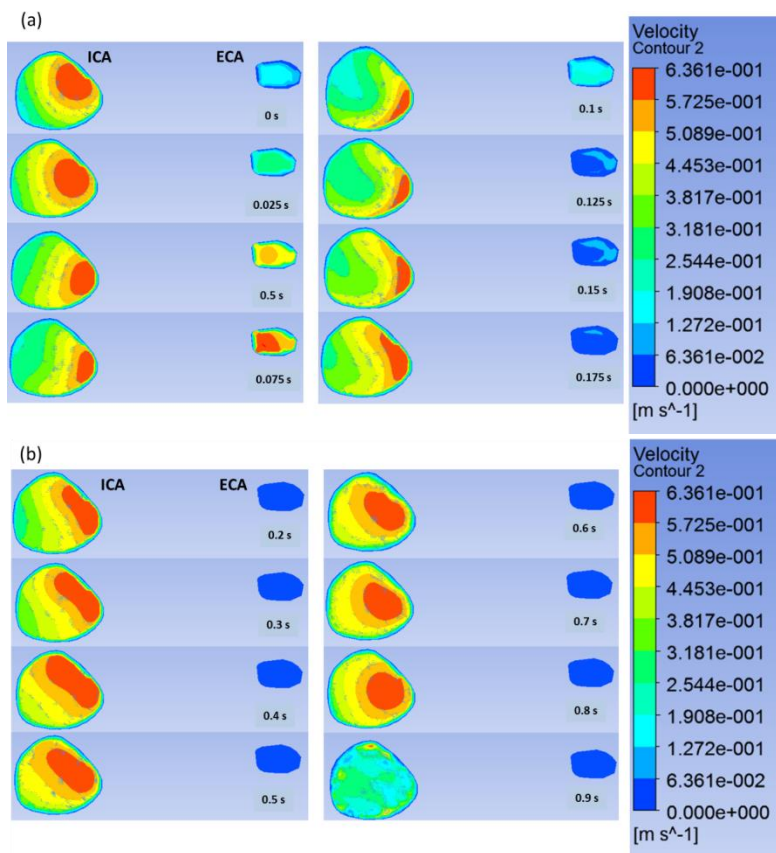 (a)
ICA ECA
0 s
0.025 s
0.5 s
0.075 s
0.1 s
0.125 s
0.15 s
0.175 s
Velocity
Contour 2
6.361e-001
5.725e-001
5.089e-001
4.453e-001
3.817e-001
3.181e-001
2.544e-001
1.908e-001
1.272e-001
6.361e-002
0.000e+000
[m s^-1]
(b)
ICA ECA
0.2 s
0.3 s
0.4 s
0.5 s
0.6 s
0.7 s
0.8 s
0.9 s
Velocity
Contour 2
6.361e-001
5.725e-001
5.089e-001
4.453e-001
3.817e-001
3.181e-001
2.544e-001
1.908e-001
1.272e-001
6.361e-002
0.000e+000
[m s^-1]